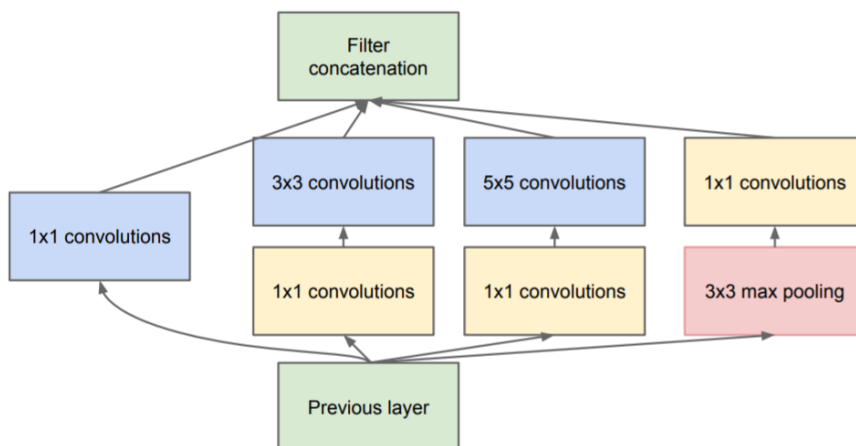 Filter
concatenation
3x3 convolutions
5x5 convolutions
1x1 convolutions
1x1 convolutions
1x1 convolutions
1x1 convolutions
3x3 max pooling
Previous layer